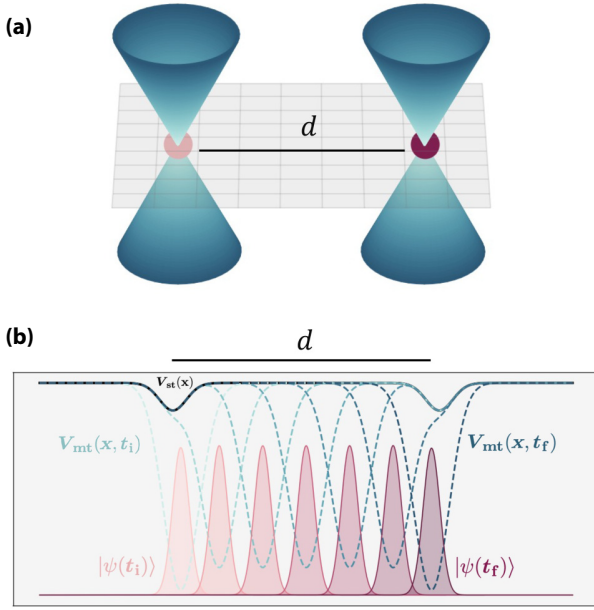 (a)
d
(b)
d
V_st(x)
V_mt(x, t_i)
V_mt(x, t_f)
|ψ(t_i)⟩
|ψ(t_f)⟩